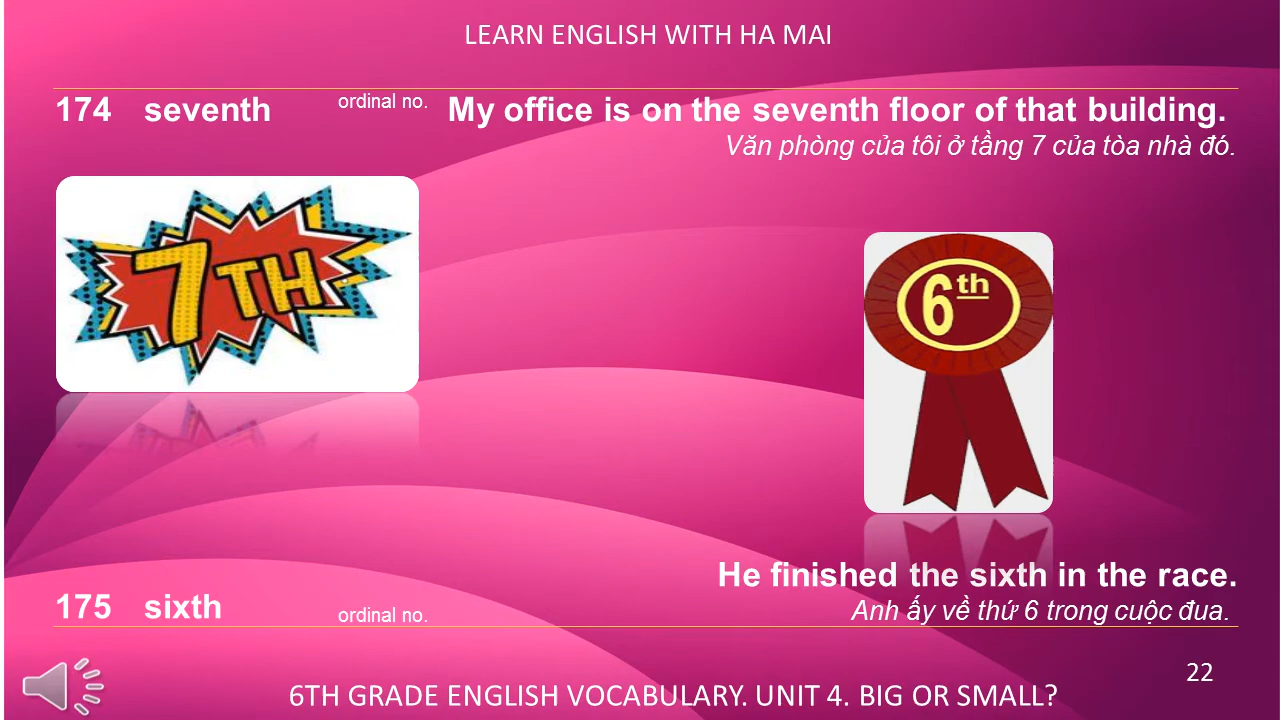 LEARN ENGLISH WITH HA MAI
174 seventh ordinal no. My office is on the seventh floor of that building.
Văn phòng của tôi ở tầng 7 của tòa nhà đó.
7TH
6th
He finished the sixth in the race.
175 sixth ordinal no. Anh ấy về thứ 6 trong cuộc đua.
22
6TH GRADE ENGLISH VOCABULARY. UNIT 4. BIG OR SMALL?